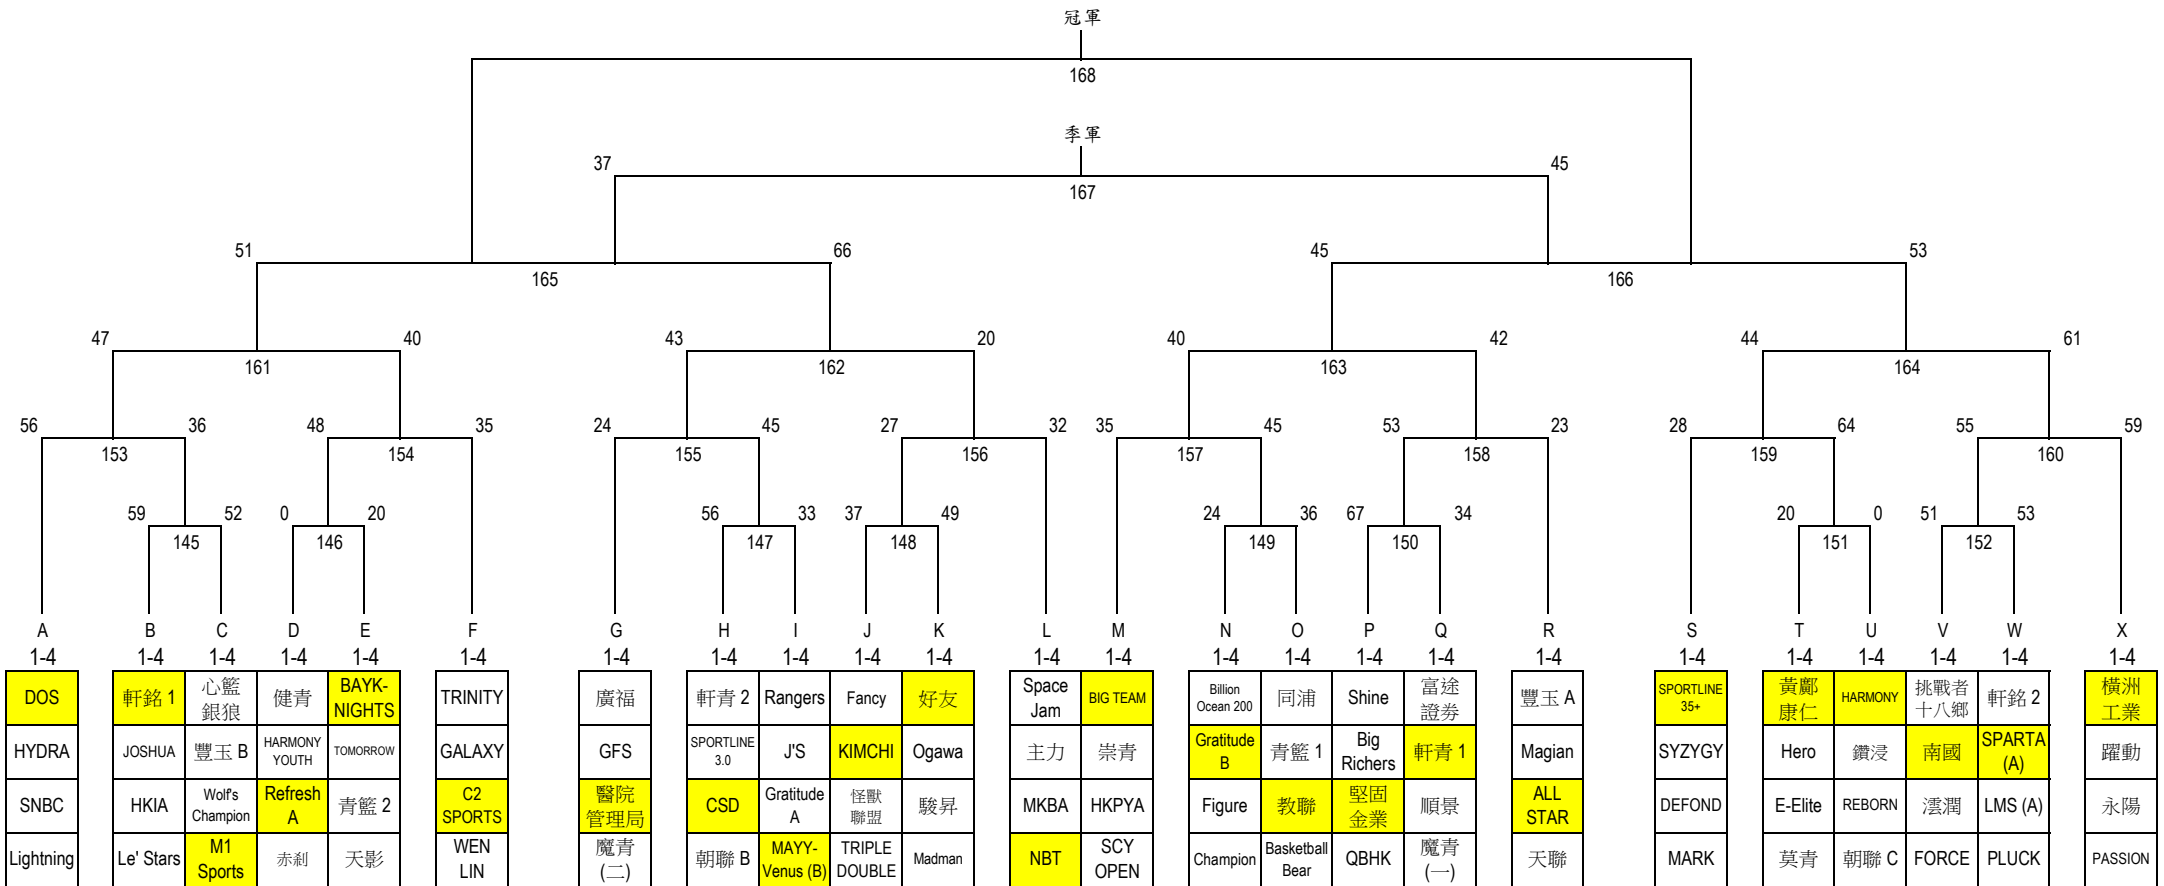 冠軍
168
季軍
37 45
167
51 66 45 53
165 166
47 40 43 20 40 42 44 61
161 162 163 164
56 36 48 35 24 45 27 32 35 45 53 23 28 64 55 59
153 154 155 156 157 158 159 160
59 52 0 20 56 33 37 49 24 36 67 34 20 0 51 53
145 146 147 148 149 150 151 152
A B C D E F G H I J K L M N O P Q R S T U V W X
1-4 1-4 1-4 1-4 1-4 1-4 1-4 1-4 1-4 1-4 1-4 1-4 1-4 1-4 1-4 1-4 1-4 1-4 1-4 1-4 1-4 1-4 1-4 1-4
DOS
HYDRA
SNBC
Lightning
軒銘 1
JOSHUA
HKIA
Le' Stars
心籃
銀狼
豐玉 B
Wolf's
Champion
M1
Sports
健青
HARMONY
YOUTH
Refresh
A
赤剎
BAYK-
NIGHTS
TOMORROW
青籃 2
天影
TRINITY
GALAXY
C2
SPORTS
WEN
LIN
廣福
GFS
醫院
管理局
魔青
(二)
軒青 2
SPORTLINE
3.0
CSD
朝聯 B
Rangers
J'S
Gratitude
A
MAYY-
Venus (B)
Fancy
KIMCHI
怪獸
聯盟
TRIPLE
DOUBLE
好友
Ogawa
駿昇
Madman
Space
Jam
主力
MKBA
NBT
BIG TEAM
崇青
HKPYA
SCY
OPEN
Billion
Ocean 200
Gratitude
B
Figure
Champion
同浦
青籃 1
教聯
Basketball
Bear
Shine
Big
Richers
堅固
金業
QBHK
富途
證券
軒青 1
順景
魔青
(一)
豐玉 A
Magian
ALL
STAR
天聯
SPORTLINE
35+
SYZYGY
DEFOND
MARK
黃鄺
康仁
Hero
E-Elite
莫青
HARMONY
鑽浸
REBORN
朝聯 C
挑戰者
十八鄉
南國
澐潤
FORCE
軒銘 2
SPARTA
(A)
LMS (A)
PLUCK
橫洲
工業
躍動
永陽
PASSION